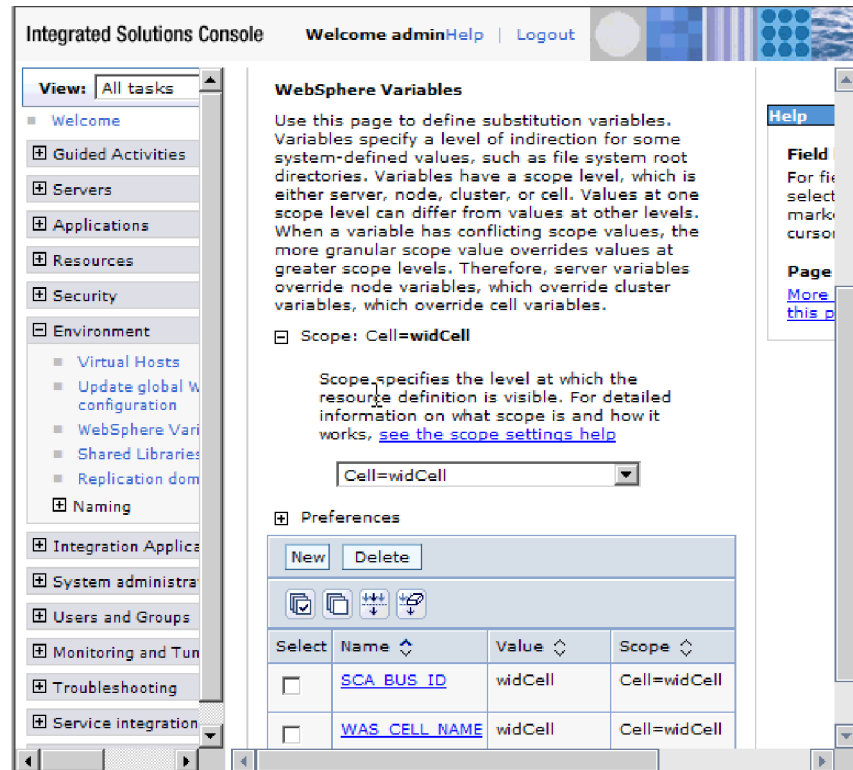 Integrated Solutions Console
Welcome adminHelp | Logout
View: All tasks
Welcome
Guided Activities
Servers
Applications
Resources
Security
Environment
Virtual Hosts
Update global W
configuration
WebSphere Vari
Shared Libraries
Replication dom
Naming
Integration Applica
System administra
Users and Groups
Monitoring and Tun
Troubleshooting
Service integration
WebSphere Variables
Use this page to define substitution variables.
Variables specify a level of indirection for some
system-defined values, such as file system root
directories. Variables have a scope level, which is
either server, node, cluster, or cell. Values at one
scope level can differ from values at other levels.
When a variable has conflicting scope values, the
more granular scope value overrides values at
greater scope levels. Therefore, server variables
override node variables, which override cluster
variables, which override cell variables.
Scope: Cell=widCell
Scope specifies the level at which the
resource definition is visible. For detailed
information on what scope is and how it
works, see the scope settings help
Cell=widCell
Preferences
New Delete
Select Name Value Scope
SCA_BUS_ID widCell Cell=widCell
WAS_CELL_NAME widCell Cell=widCell
Help
Field
For fie
select
marke
cursor
Page
More
this p